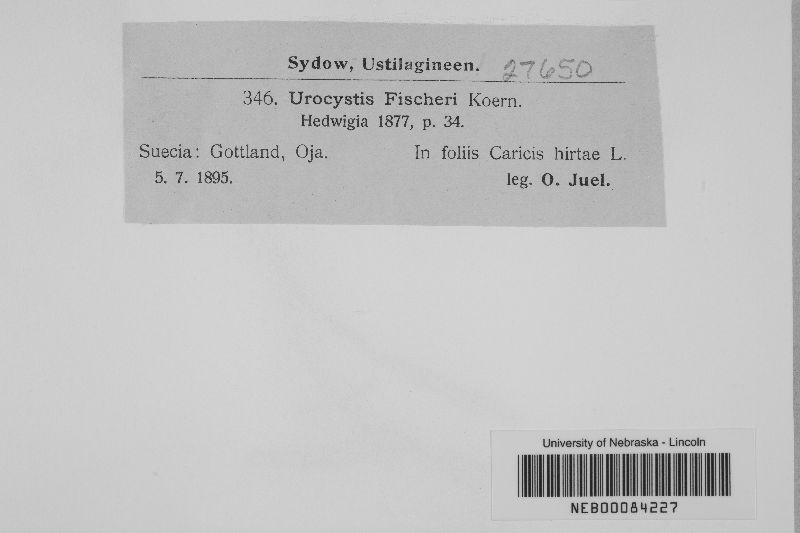 Sydow, Ustilagineen. 27650
346. Urocystis Fischeri Koern.
Hedwigia 1877, p. 34.
Suecia: Gottland, Oja. In foliis Caricis hirtae L.
5. 7. 1895. leg. O. Juel.
University of Nebraska - Lincoln
NEB00084227